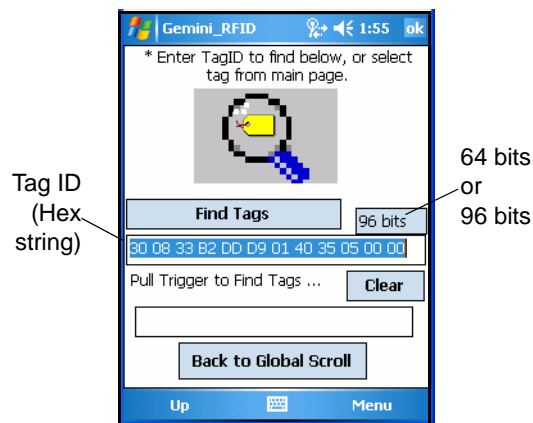 Gemini_RFID 1:55 ok
* Enter TagID to find below, or select
tag from main page.
64 bits
or
96 bits
Tag ID
(Hex
string)
Find Tags
96 bits
30 08 33 B2 DD D9 01 40 35 05 00 00
Pull Trigger to Find Tags ...
Clear
Back to Global Scroll
Up
Menu